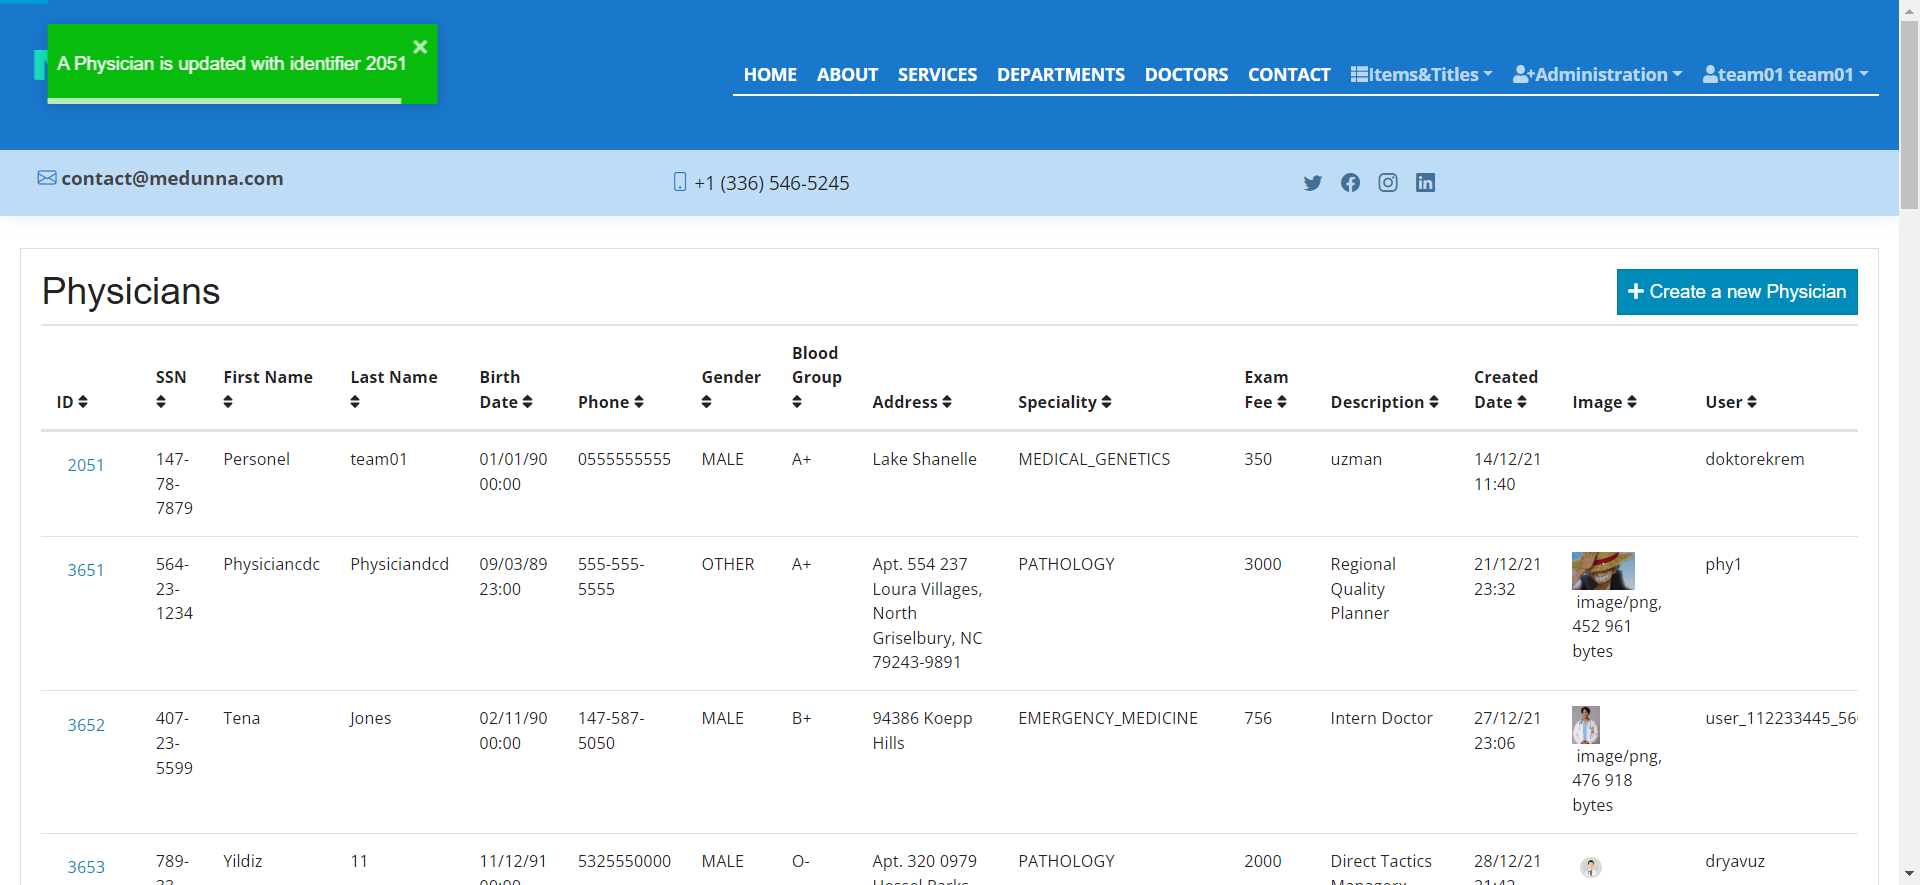 A Physician is updated with identifier 2051
HOME ABOUT SERVICES DEPARTMENTS DOCTORS CONTACT Items&Titles Administration team01 team01
contact@medunna.com +1 (336) 546-5245
Physicians
Create a new Physician
ID SSN First Name Last Name Birth Date Phone Gender Blood Group Address Speciality Exam Fee Description Created Date Image User
2051 147-78-7879 Personel team01 01/01/90 00:00 0555555555 MALE A+ Lake Shanelle MEDICAL_GENETICS 350 uzman 14/12/21 11:40 doktorekrem
3651 564-23-1234 Physiciancdc Physiciandcd 09/03/89 23:00 555-555-5555 OTHER A+ Apt. 554 237 Loura Villages, North Griselbury, NC 79243-9891 PATHOLOGY 3000 Regional Quality Planner 21/12/21 23:32 image/png, 452 961 bytes phy1
3652 407-23-5599 Tena Jones 02/11/90 00:00 147-587-5050 MALE B+ 94386 Koepp Hills EMERGENCY_MEDICINE 756 Intern Doctor 27/12/21 23:06 image/png, 476 918 bytes user_112233445_56
3653 789- Yildiz 11 11/12/91 5325550000 MALE O- Apt. 320 0979 PATHOLOGY 2000 Direct Tactics 28/12/21 dryavuz